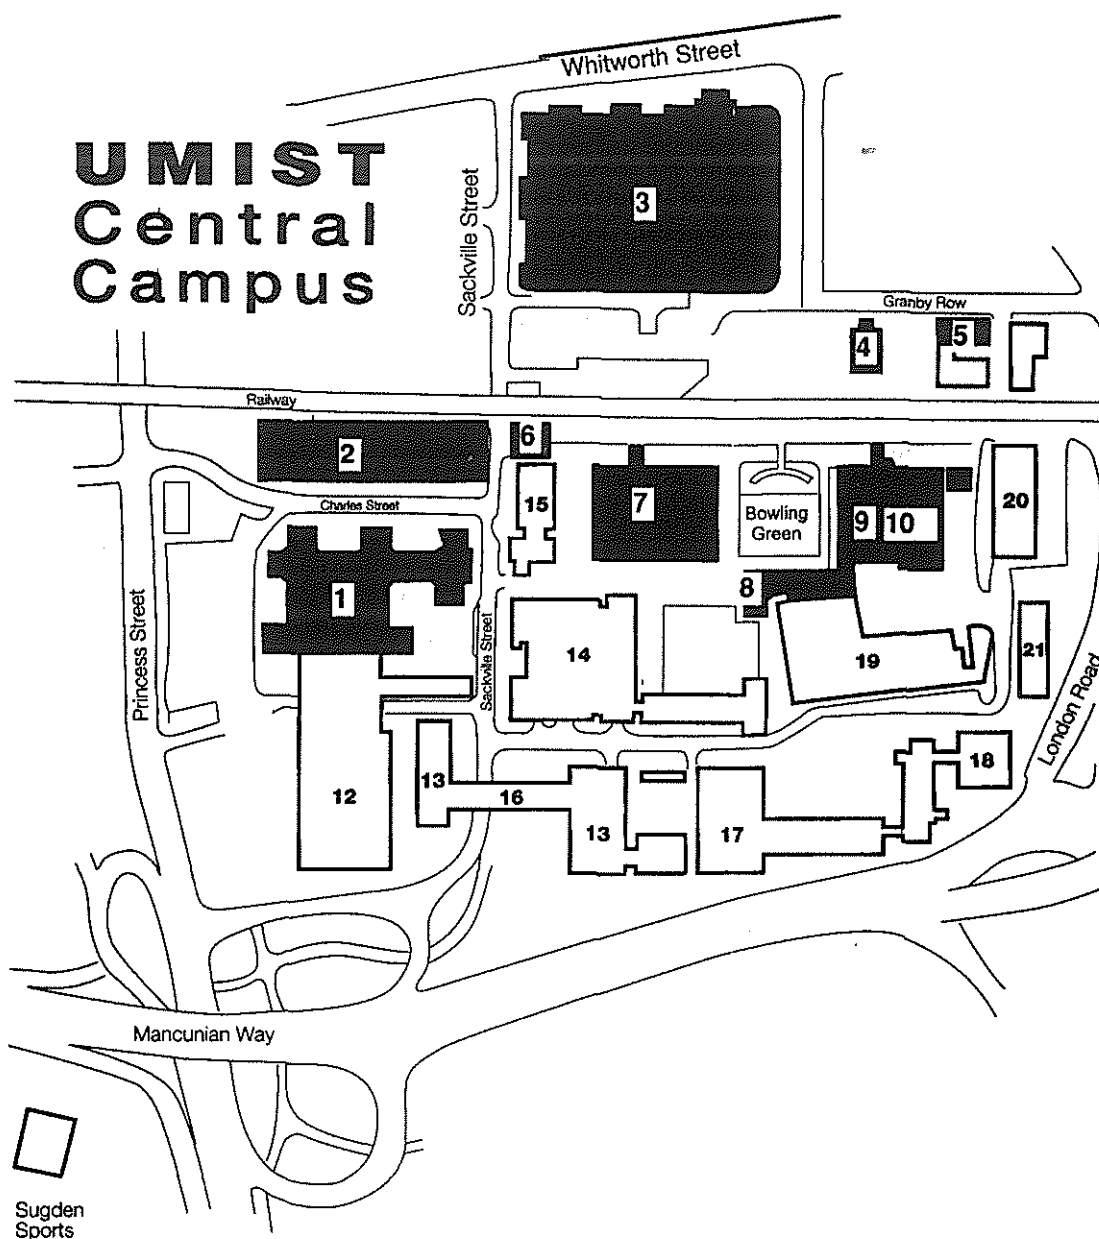 Whitworth Street
UMIST
Central
Campus
3
Sackville Street
Granby Row
4
5
Railway
2
6
7
Bowling
Green
9
10
20
15
Charles Street
1
8
Princess Street
Sackville Street
14
19
21
London Road
12
13
16
13
17
18
Mancunian Way
Sugden
Sports